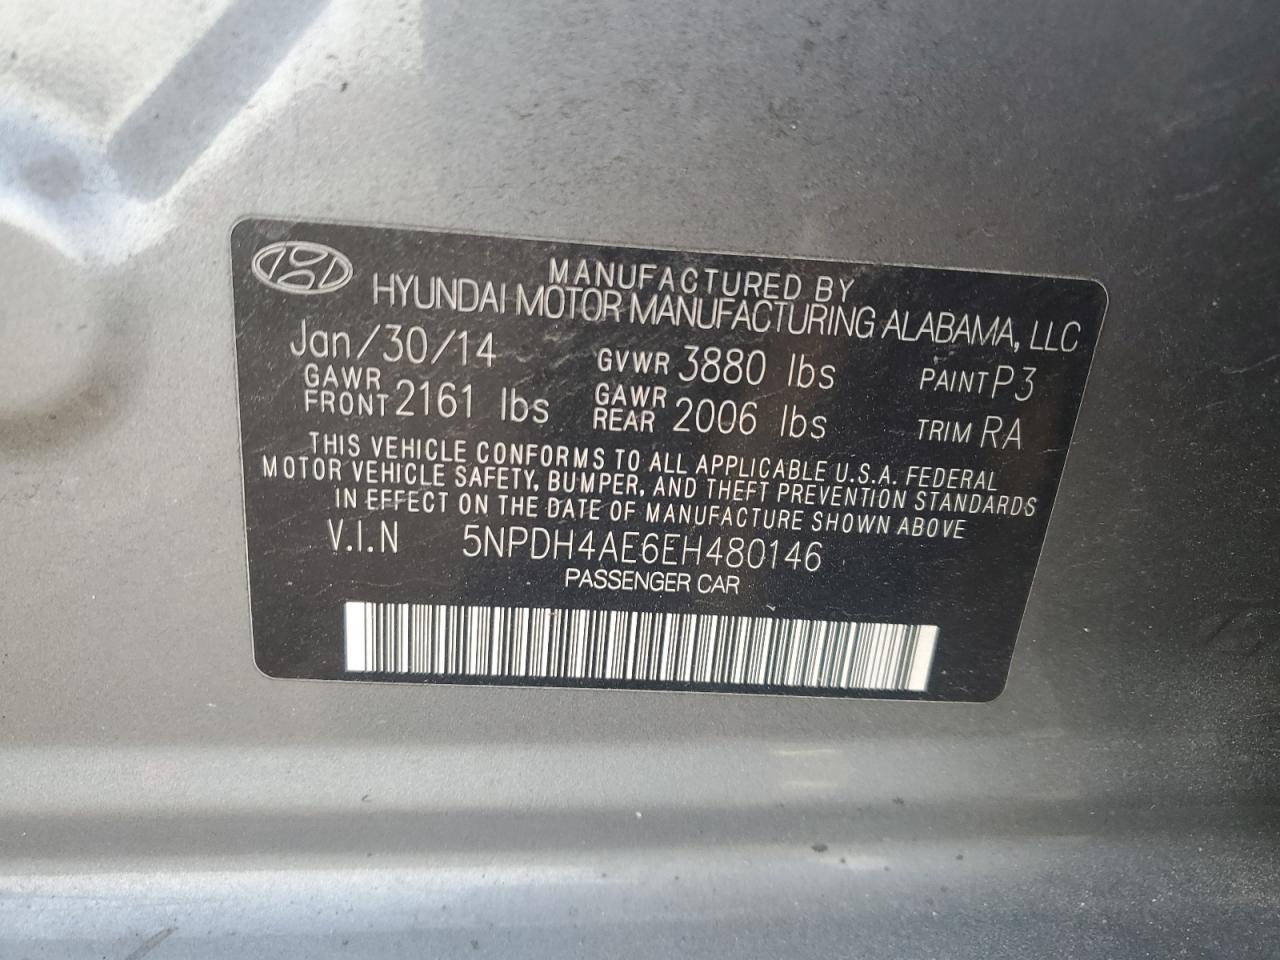 MANUFACTURED BY
HYUNDAI MOTOR MANUFACTURING ALABAMA, LLC
Jan/30/14 GVWR 3880 lbs PAINT P3
GAWR FRONT 2161 lbs GAWR REAR 2006 lbs TRIM RA
THIS VEHICLE CONFORMS TO ALL APPLICABLE U.S.A. FEDERAL
MOTOR VEHICLE SAFETY, BUMPER, AND THEFT PREVENTION STANDARDS
IN EFFECT ON THE DATE OF MANUFACTURE SHOWN ABOVE
V.I.N 5NPDH4AE6EH480146
PASSENGER CAR